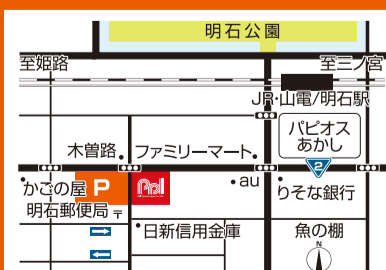 明石公園
至姫路
至三ノ宮
JR・山電/明石駅
パピオス
あかし
木曽路
ファミリーマート
2
かごの屋
P
au
りそな銀行
明石郵便局
〒
日新信用金庫
魚の棚
N